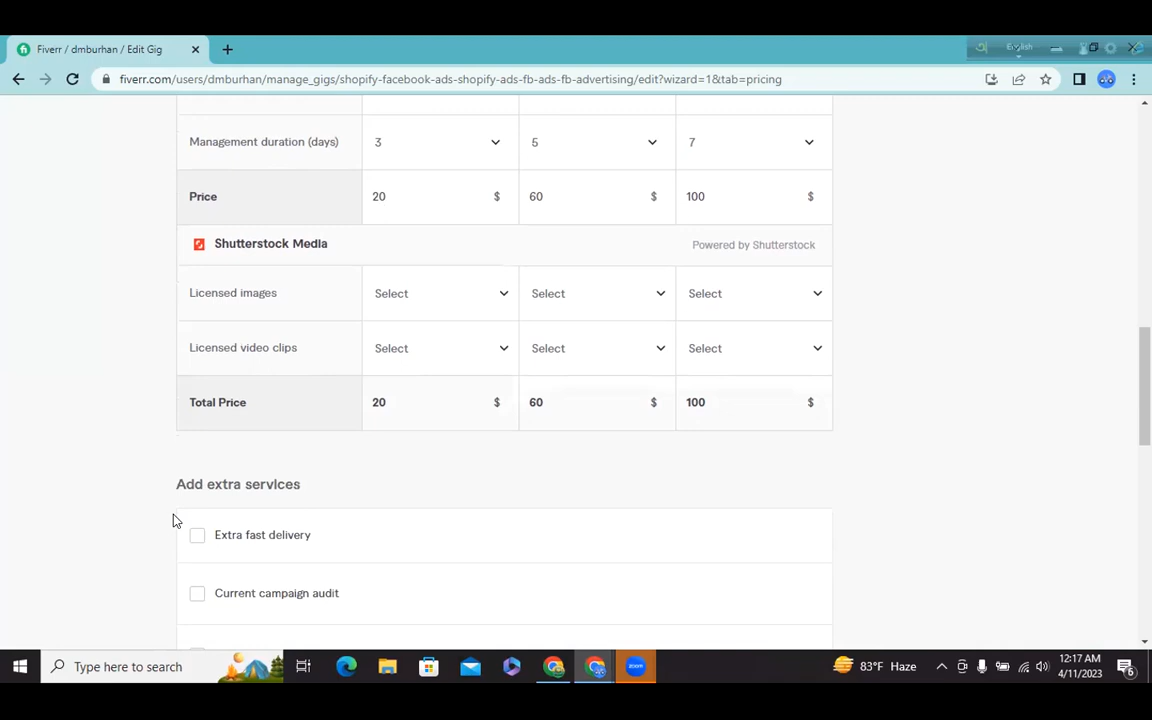 Fiverr / dmburhan / Edit Gig
English
fiverr.com/users/dmburhan/manage_gigs/shopify-facebook-ads-shopify-ads-fb-ads-fb-advertising/edit?wizard=1&tab=pricing
Management duration (days) 3 5 7
Price 20 $ 60 $ 100 $
Shutterstock Media Powered by Shutterstock
Licensed images Select Select Select
Licensed video clips Select Select Select
Total Price 20 $ 60 $ 100 $
Add extra services
Extra fast delivery
Current campaign audit
Type here to search
zoom
83°F Haze
12:17 AM
4/11/2023
6